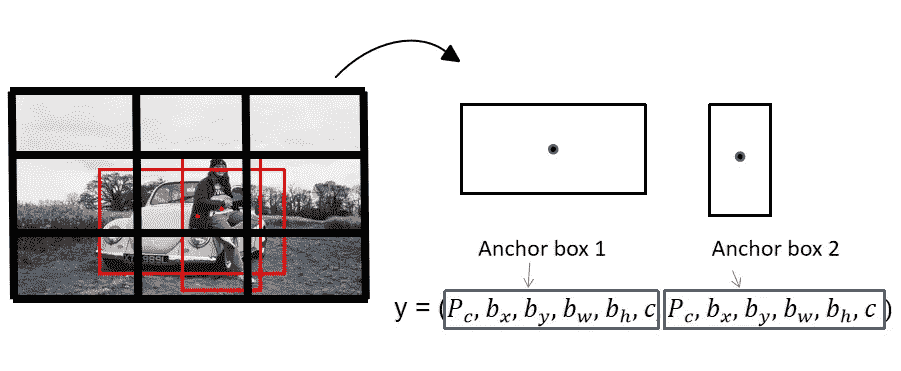 Anchor box 1 Anchor box 2
y = (P_c, b_x, b_y, b_w, b_h, c P_c, b_x, b_y, b_w, b_h, c)